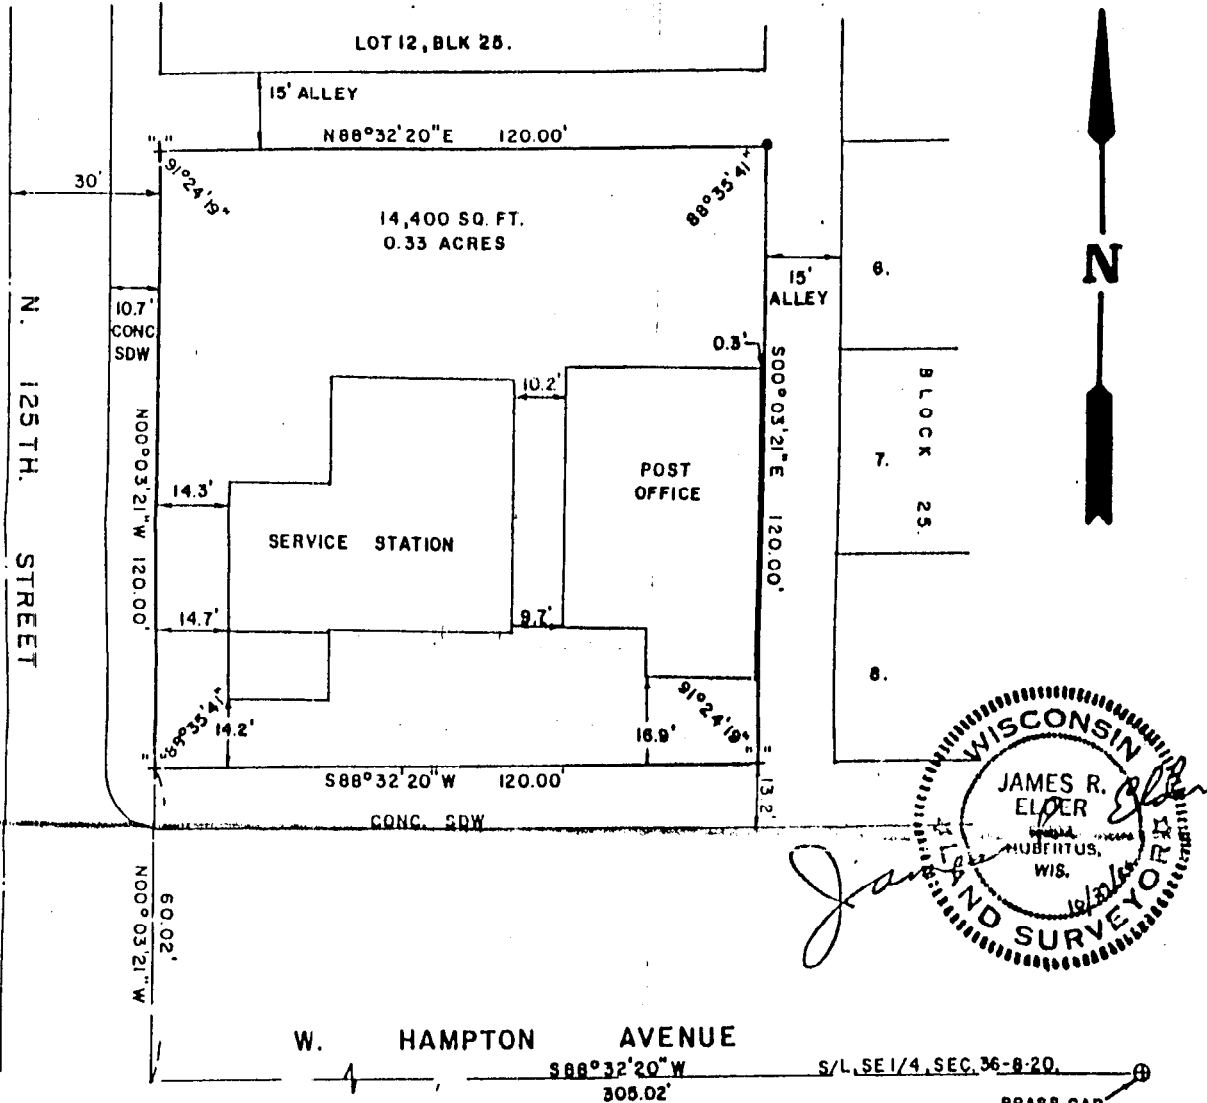 LOT 12, BLK 25.
15' ALLEY
N88°32'20"E 120.00'
" "
30'
91°24'19"
88°35'41"
14,400 SQ. FT.
0.33 ACRES
15'
ALLEY
6.
N
10.7'
CONC
SDW
0.3'
10.2'
N. 125TH. STREET
N00°03'21"W 120.00'
S00°03'21"E 120.00'
BLOCK 25.
14.3'
POST
OFFICE
7.
SERVICE STATION
14.7'
9.7'
8.
89°35'41"
14.2'
16.9'
91°24'19"
"
"
S88°32'20"W 120.00'
13.2'
CONC. SDW
WISCONSIN
JAMES R.
ELDER
HUBERTUS,
WIS.
LAND SURVEYOR
James R Elder
60.02'
N00°03'21"W
W. HAMPTON AVENUE
S88°32'20"W
S/L, SE 1/4, SEC. 36-8-20.
305.02'
BRASS CAP